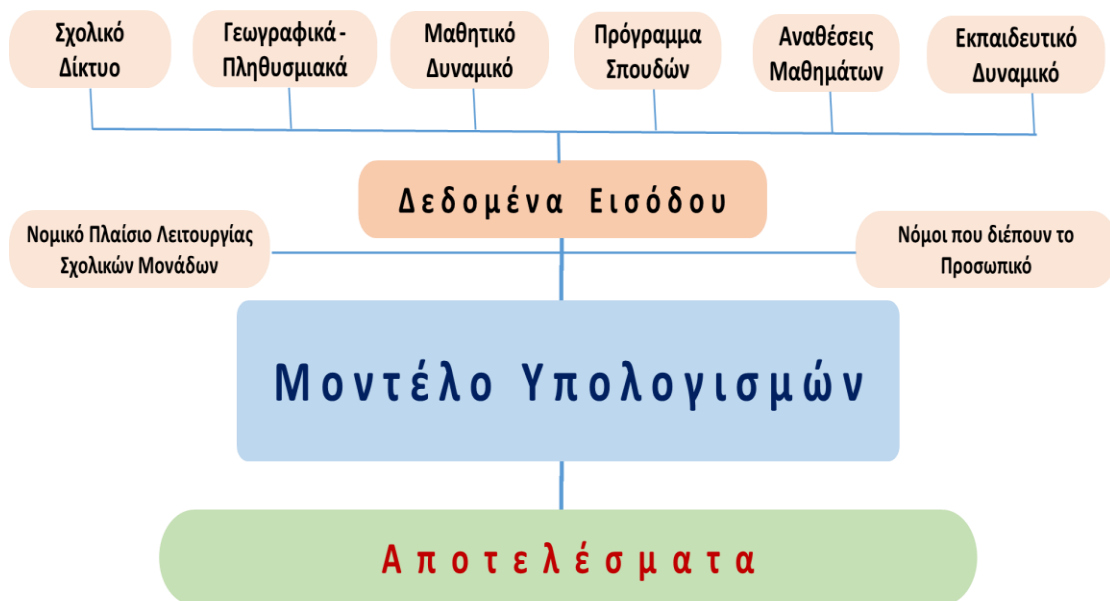 Σχολικό
Δίκτυο
Γεωγραφικά -
Πληθυσμιακά
Μαθητικό
Δυναμικό
Πρόγραμμα
Σπουδών
Αναθέσεις
Μαθημάτων
Εκπαιδευτικό
Δυναμικό
Δεδομένα Εισόδου
Νομικό Πλαίσιο Λειτουργίας
Σχολικών Μονάδων
Νόμοι που διέπουν το
Προσωπικό
Μοντέλο Υπολογισμών
Αποτελέσματα